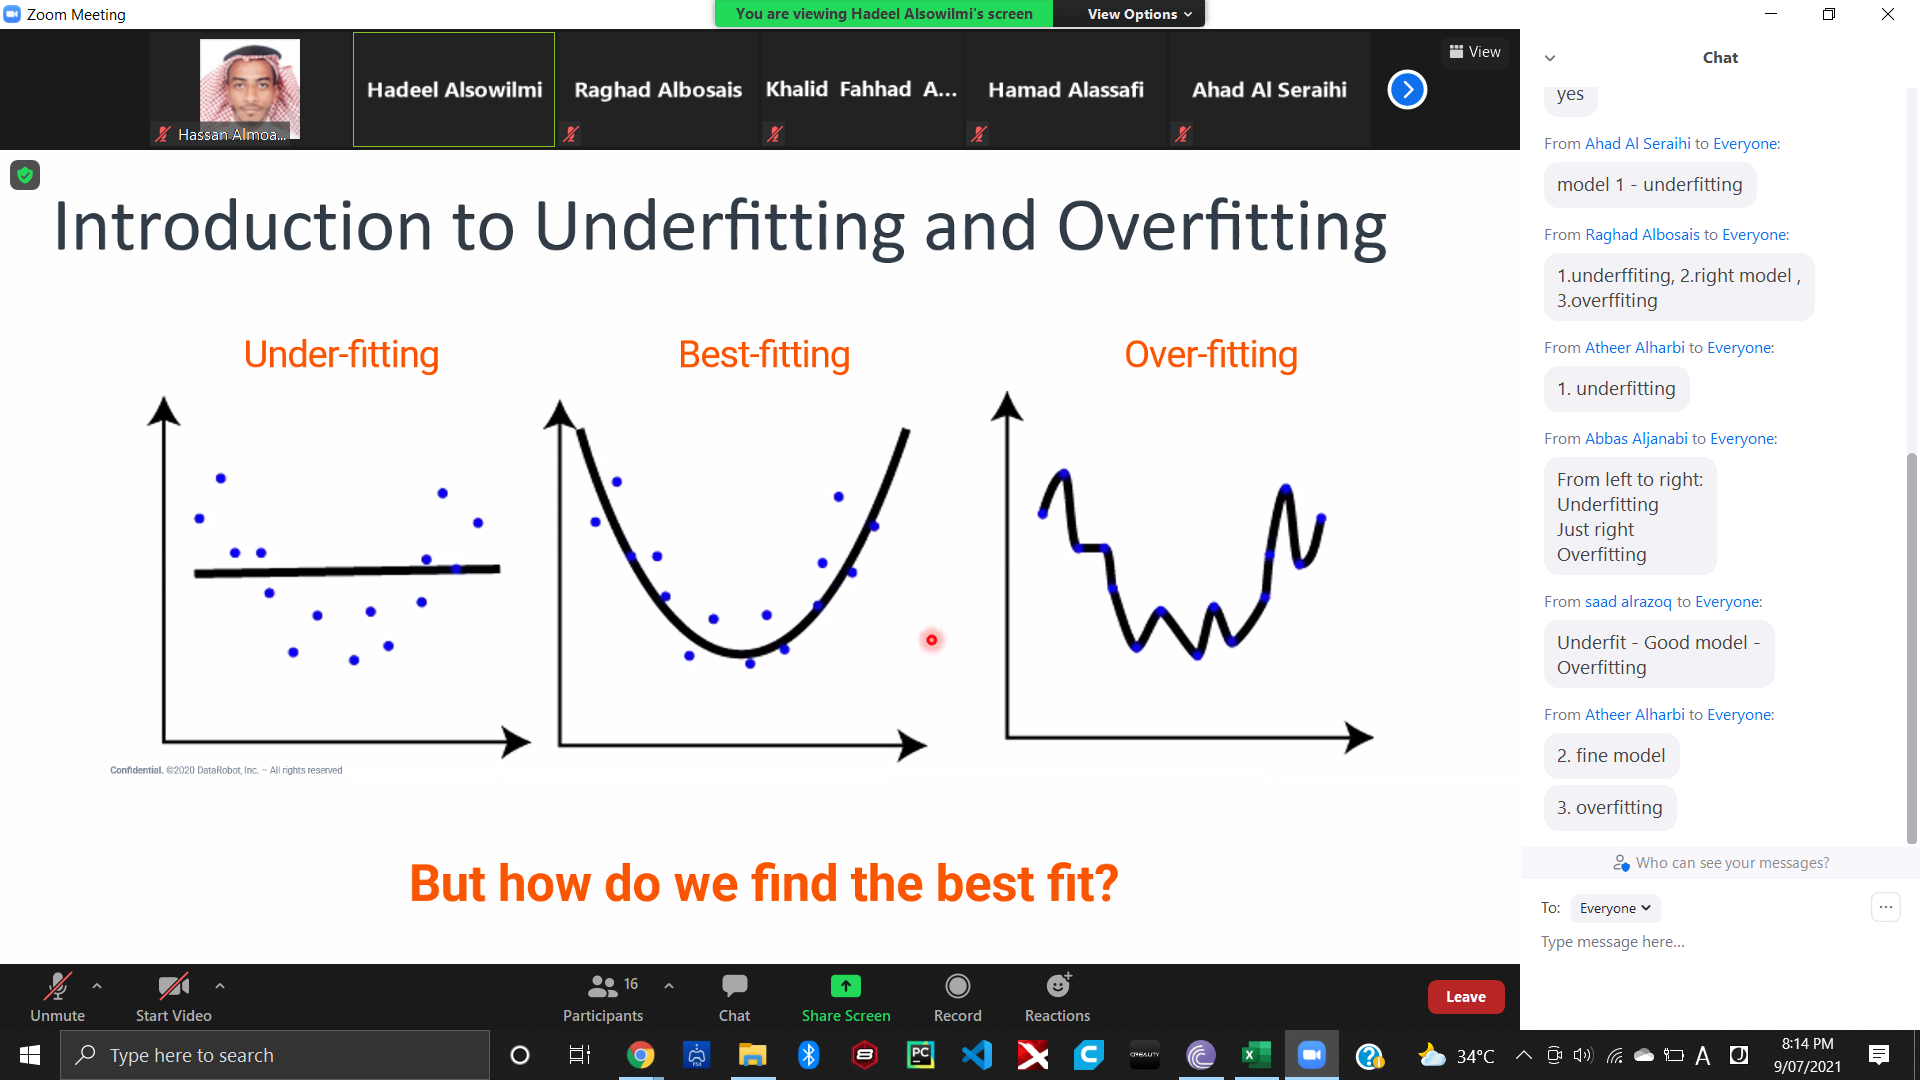 Zoom Meeting
You are viewing Hadeel Alsowilmi's screen
View Options
Hassan Almoa...
Hadeel Alsowilmi
Raghad Albosais
Khalid Fahhad A...
Hamad Alassafi
Ahad Al Seraihi
View
Introduction to Underfitting and Overfitting
Under-fitting
Best-fitting
Over-fitting
Confidential. ©2020 DataRobot, Inc. – All rights reserved
But how do we find the best fit?
Chat
yes
From Ahad Al Seraihi to Everyone:
model 1 - underfitting
From Raghad Albosais to Everyone:
1.underffiting, 2.right model ,
3.overffiting
From Atheer Alharbi to Everyone:
1. underfitting
From Abbas Aljanabi to Everyone:
From left to right:
Underfitting
Just right
Overfitting
From saad alrazoq to Everyone:
Underfit - Good model -
Overfitting
From Atheer Alharbi to Everyone:
2. fine model
3. overfitting
Who can see your messages?
To: Everyone
Type message here...
Unmute
Start Video
16
Participants
Chat
Share Screen
Record
Reactions
Leave
Type here to search
PC
CREALITY
34°C
A
8:14 PM
9/07/2021